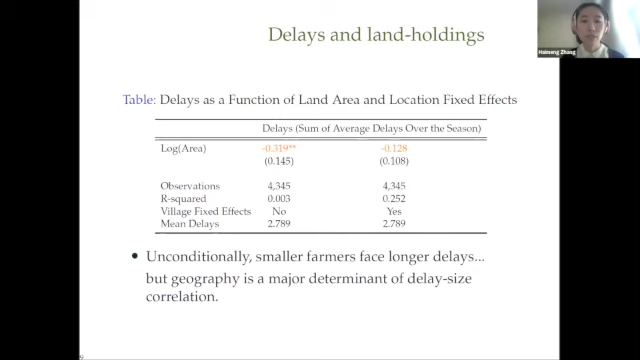 Delays and land-holdings
Haimeng Zhang
Table: Delays as a Function of Land Area and Location Fixed Effects
Delays (Sum of Average Delays Over the Season)
Log(Area) -0.319** -0.128
(0.145) (0.108)
Observations 4,345 4,345
R-squared 0.003 0.252
Village Fixed Effects No Yes
Mean Delays 2.789 2.789
• Unconditionally, smaller farmers face longer delays...
but geography is a major determinant of delay-size
correlation.